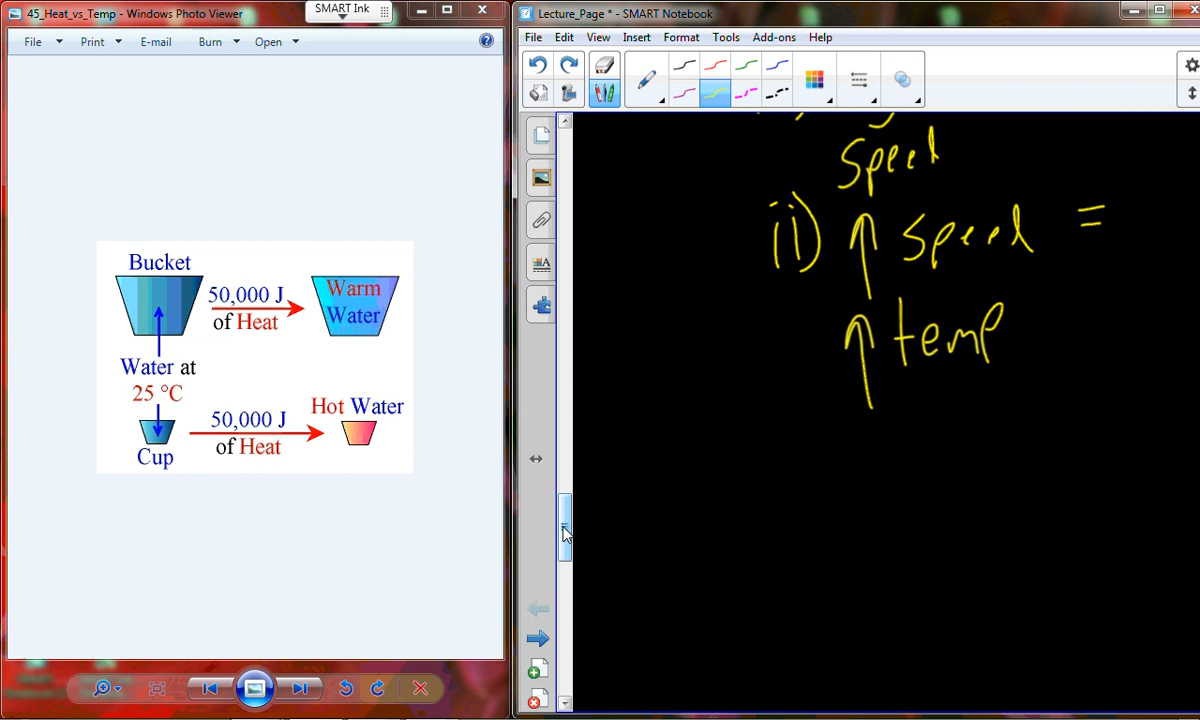 45_Heat_vs_Temp - Windows Photo Viewer
SMART Ink
File Print E-mail Burn Open
Bucket
50,000 J
of Heat
Warm
Water
Water at
25 °C
Cup
50,000 J
of Heat
Hot Water
Lecture_Page * - SMART Notebook
File Edit View Insert Format Tools Add-ons Help
speed
ii) ↑ speed =
↑ temp